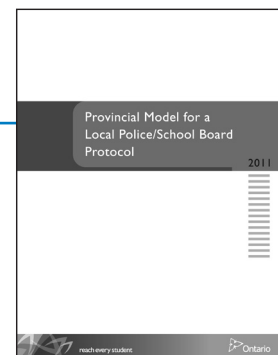 Provincial Model for a
Local Police/School Board
Protocol
2011
reach every student
Ontario